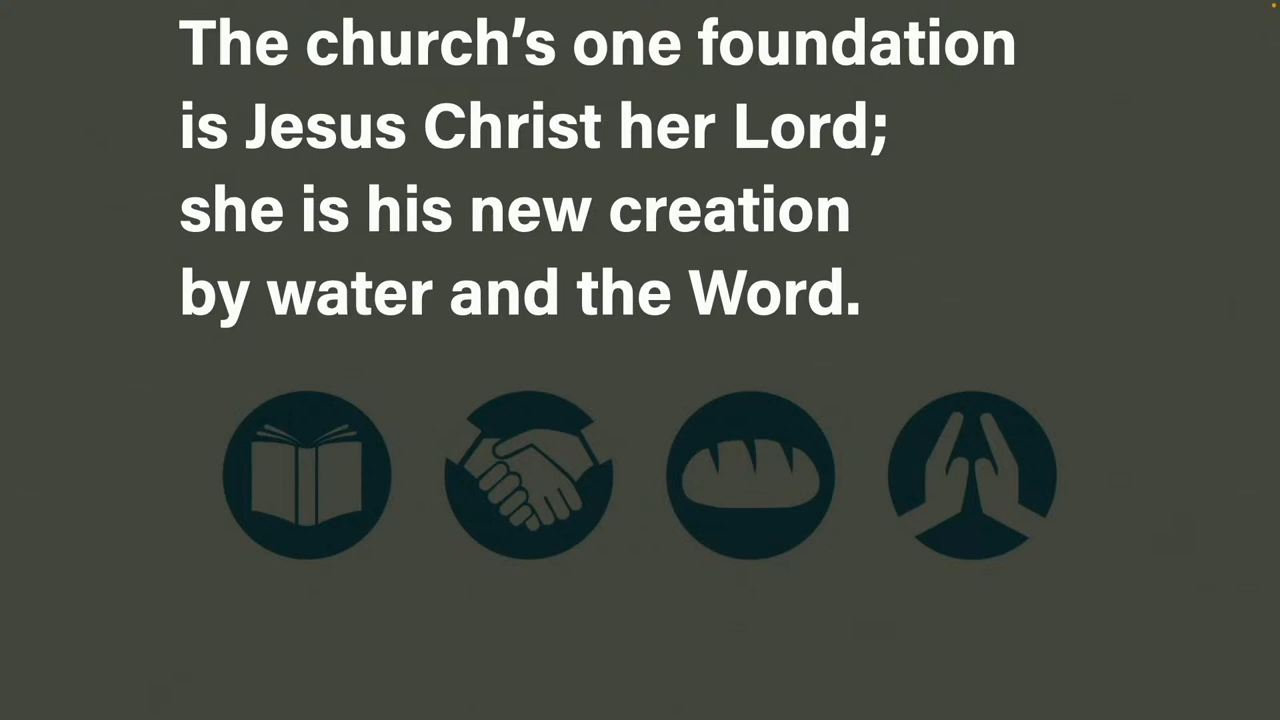 The church’s one foundation
is Jesus Christ her Lord;
she is his new creation
by water and the Word.